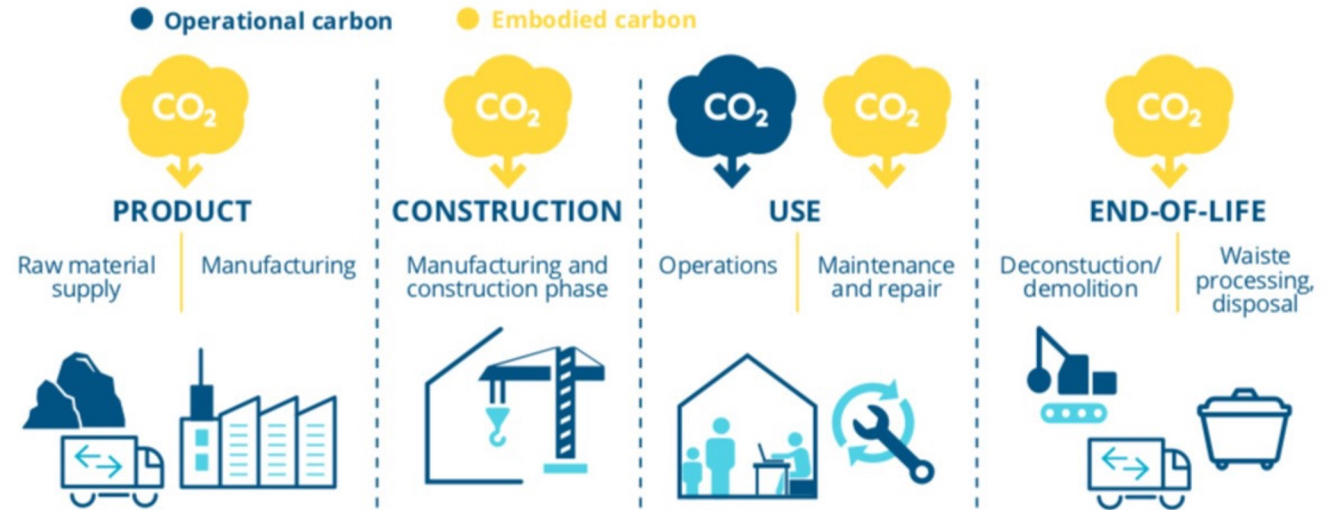 Operational carbon
Embodied carbon
CO₂
CO₂
CO₂
CO₂
CO₂
PRODUCT
CONSTRUCTION
USE
END-OF-LIFE
Raw material
supply
Manufacturing
Manufacturing and
construction phase
Operations
Maintenance
and repair
Deconstuction/
demolition
Waiste
processing,
disposal